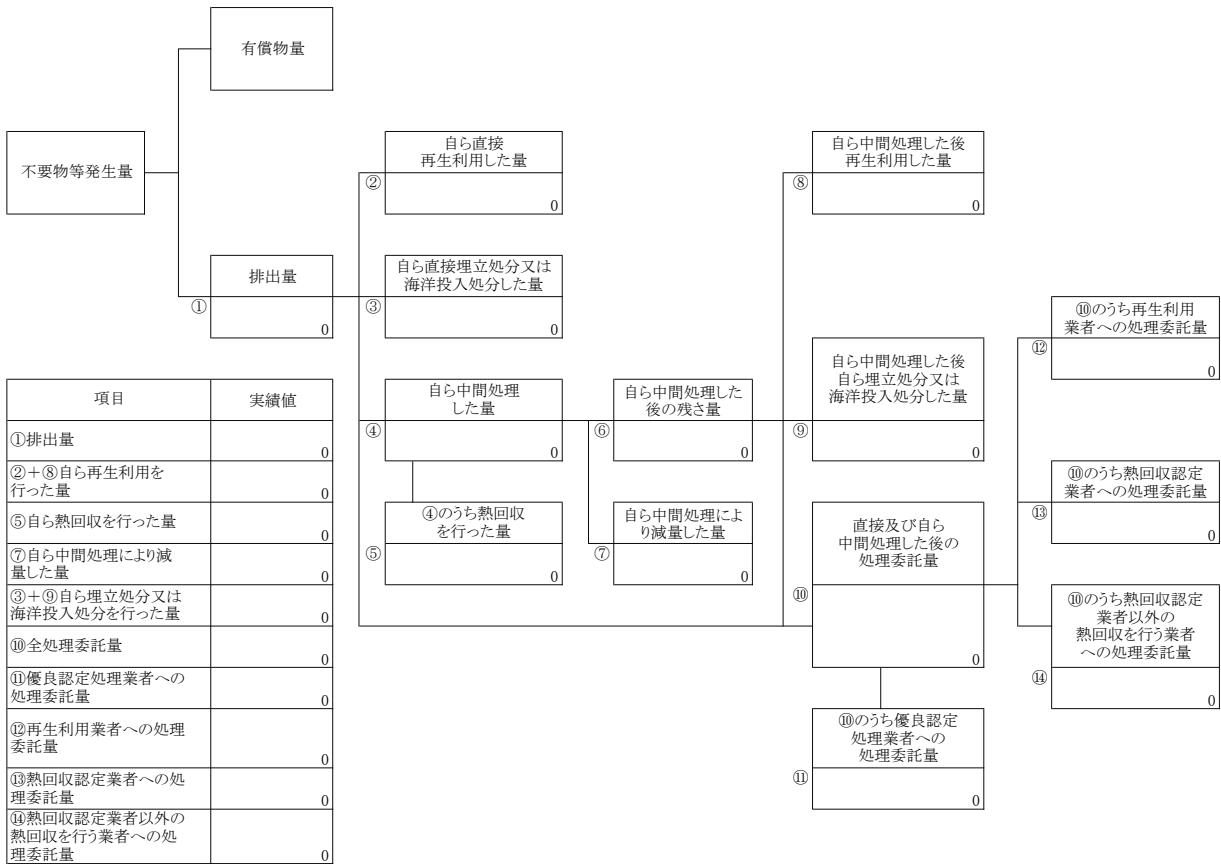 有償物量
不要物等発生量
自ら直接
再生利用した量
②
0
自ら中間処理した後
再生利用した量
⑧
0
排出量
①
0
自ら直接埋立処分又は
海洋投入処分した量
③
0
⑩のうち再生利用
業者への処理委託量
⑫
0
自ら中間処理
した量
④
0
自ら中間処理した
後の残さ量
⑥
0
自ら中間処理した後
自ら埋立処分又は
海洋投入処分した量
⑨
0
⑩のうち熱回収認定
業者への処理委託量
⑬
0
④のうち熱回収
を行った量
⑤
0
自ら中間処理によ
り減量した量
⑦
0
直接及び自ら
中間処理した後の
処理委託量
⑩
0
⑩のうち熱回収認定
業者以外の
熱回収を行う業者
への処理委託量
⑭
0
⑩のうち優良認定
処理業者への
処理委託量
⑪
0
項目 実績値
①排出量 0
②＋⑧自ら再生利用を
行った量 0
⑤自ら熱回収を行った量 0
⑦自ら中間処理により減
量した量 0
③＋⑨自ら埋立処分又は
海洋投入処分を行った量 0
⑩全処理委託量 0
⑪優良認定処理業者への
処理委託量 0
⑫再生利用業者への処理
委託量 0
⑬熱回収認定業者への処
理委託量 0
⑭熱回収認定業者以外の
熱回収を行う業者への処
理委託量 0